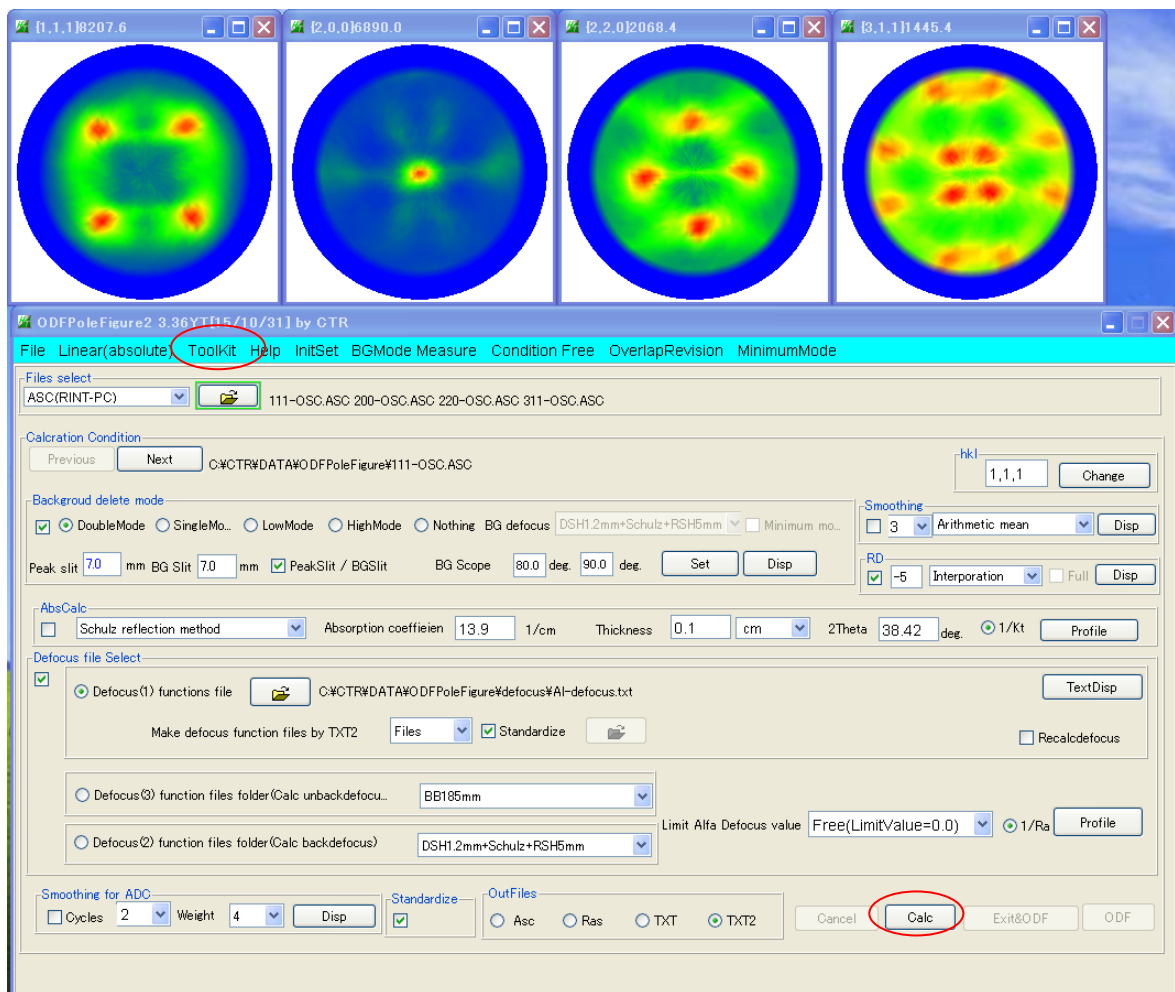 {1,1,1}8207.6
{2,0,0}6890.0
{2,2,0}2068.4
{3,1,1}1445.4
ODFPoleFigure2 3.36YT[15/10/31] by CTR
File Linear(absolute) ToolKit Help InitSet BGMode Measure Condition Free OverlapRevision MinimumMode
Files select
ASC(RINT-PC) 111-OSC.ASC 200-OSC.ASC 220-OSC.ASC 311-OSC.ASC
Calcration Condition
Previous Next C:¥CTR¥DATA¥ODFPoleFigure¥111-OSC.ASC
hkl
1,1,1 Change
Backgroud delete mode
DoubleMode SingleMo... LowMode HighMode Nothing BG defocus DSH1.2mm+Schulz+RSH5mm Minimum mo...
Peak slit 7.0 mm BG Slit 7.0 mm PeakSlit / BGSlit BG Scope 80.0 deg. 90.0 deg. Set Disp
Smoothing
3 Arithmetic mean Disp
RD
-5 Interporation Full Disp
AbsCalc
Schulz reflection method Absorption coeffieien 13.9 1/cm Thickness 0.1 cm 2Theta 38.42 deg. 1/Kt Profile
Defocus file Select
Defocus(1) functions file C:¥CTR¥DATA¥ODFPoleFigure¥defocus¥Al-defocus.txt TextDisp
Make defocus function files by TXT2 Files Standardize Recalcdefocus
Defocus(3) function files folder(Calc unbackdefocu... BB185mm
Limit Alfa Defocus value Free(LimitValue=0.0) 1/Ra Profile
Defocus(2) function files folder(Calc backdefocus) DSH1.2mm+Schulz+RSH5mm
Smoothing for ADC
Cycles 2 Weight 4 Disp
Standardize
OutFiles
Asc Ras TXT TXT2
Cancel Calc Exit&ODF ODF